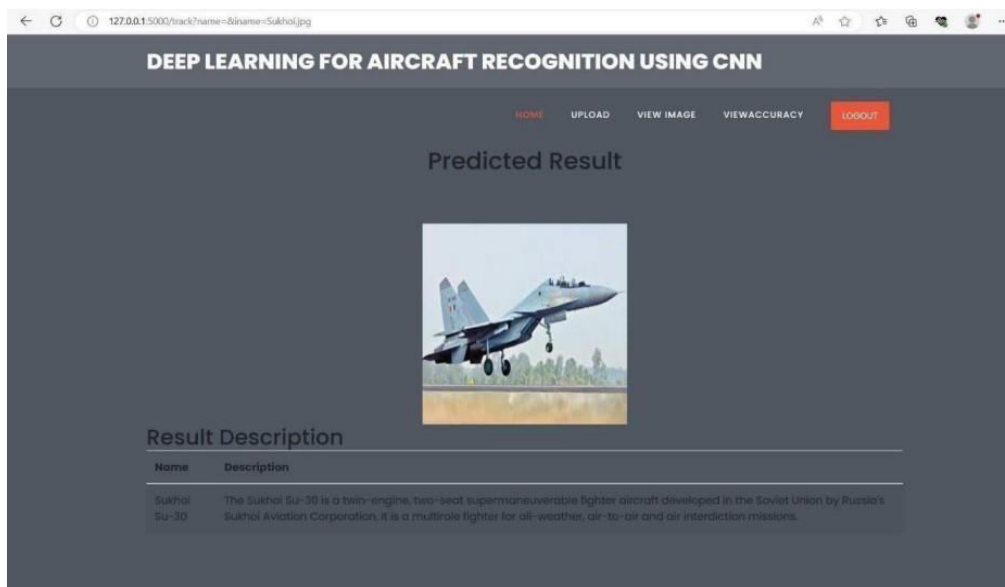 127.0.0.1:5000/track?name=&iname=Sukhoi.jpg
DEEP LEARNING FOR AIRCRAFT RECOGNITION USING CNN
HOME UPLOAD VIEW IMAGE VIEWACCURACY LOGOUT
Predicted Result
Result Description
Name Description
Sukhoi Su-30
The Sukhoi Su-30 is a twin-engine, two-seat supermaneuverable fighter aircraft developed in the Soviet Union by Russia's
Sukhoi Aviation Corporation. It is a multirole fighter for all-weather, air-to-air and air interdiction missions.